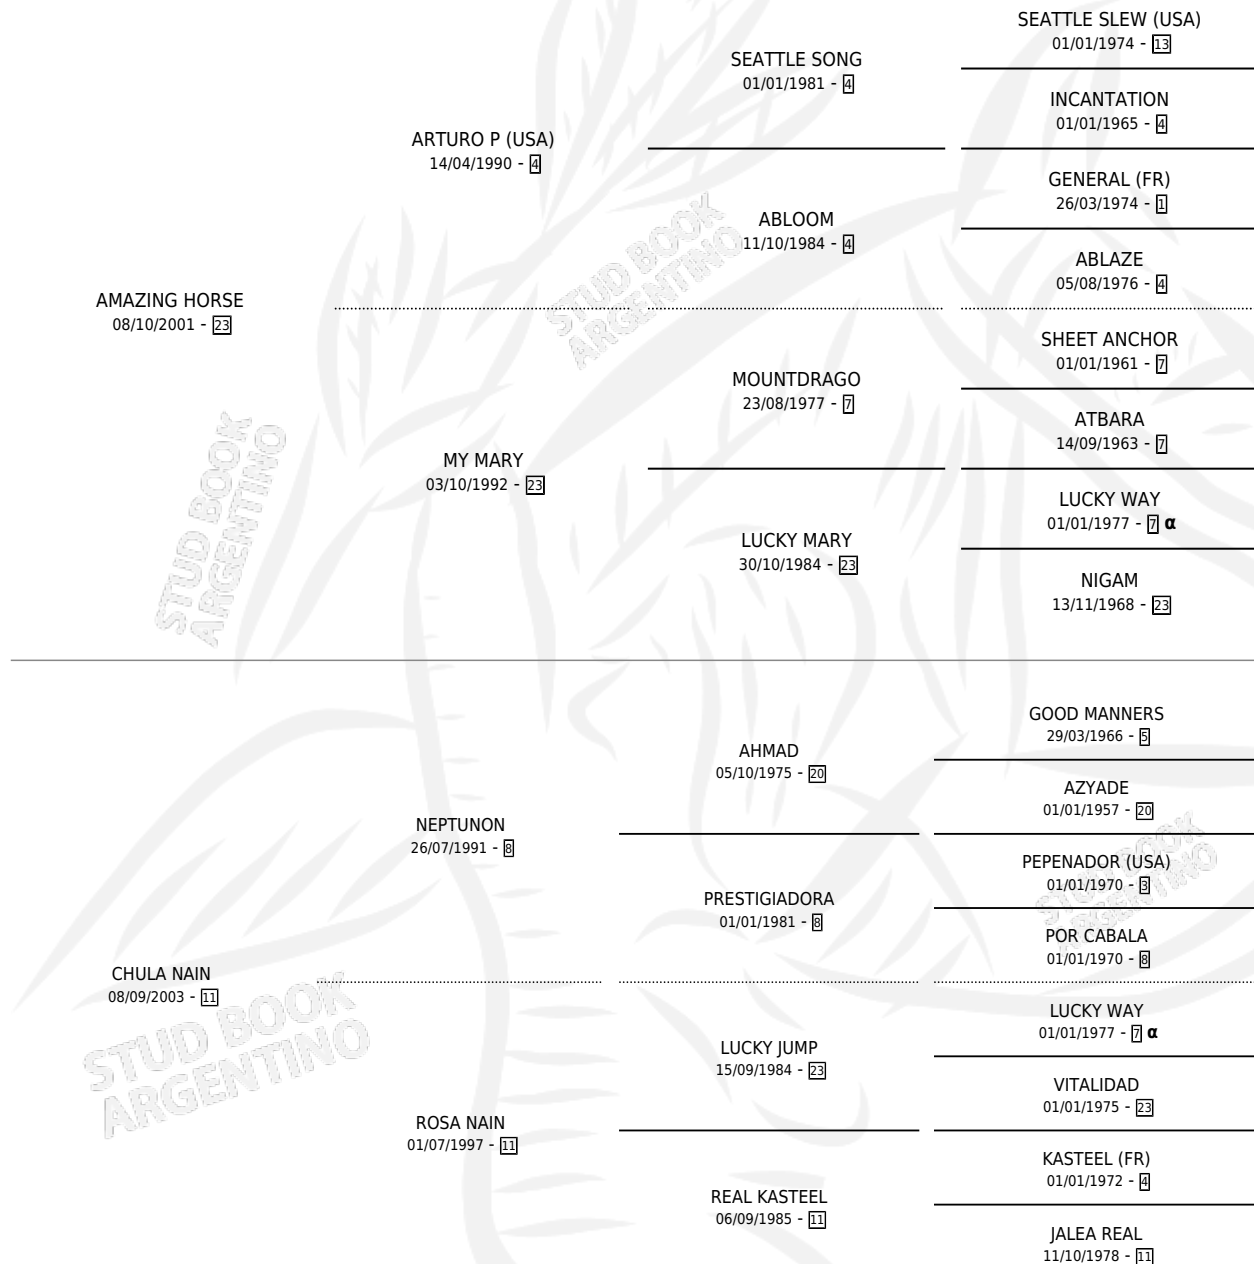 SEATTLE SLEW (USA)
01/01/1974 - 13
SEATTLE SONG
01/01/1981 - 4
INCANTATION
01/01/1965 - 4
ARTURO P (USA)
14/04/1990 - 4
GENERAL (FR)
26/03/1974 - 1
ABLOOM
11/10/1984 - 4
ABLAZE
05/08/1976 - 4
AMAZING HORSE
08/10/2001 - 23
STUD BOOK
ARGENTINO
SHEET ANCHOR
01/01/1961 - 7
MOUNTDRAGO
23/08/1977 - 7
ATBARA
14/09/1963 - 7
MY MARY
03/10/1992 - 23
LUCKY WAY
01/01/1977 - 7 α
LUCKY MARY
30/10/1984 - 23
NIGAM
13/11/1968 - 23
STUD BOOK
ARGENTINO
GOOD MANNERS
29/03/1966 - 5
AHMAD
05/10/1975 - 20
AZYADE
01/01/1957 - 20
NEPTUNON
26/07/1991 - 8
PEPENADOR (USA)
01/01/1970 - 3
PRESTIGIADORA
01/01/1981 - 8
STUD BOOK
ARGENTINO
POR CABALA
01/01/1970 - 8
CHULA NAIN
08/09/2003 - 11
LUCKY WAY
01/01/1977 - 7 α
LUCKY JUMP
15/09/1984 - 23
STUD BOOK
ARGENTINO
VITALIDAD
01/01/1975 - 23
ROSA NAIN
01/07/1997 - 11
KASTEEL (FR)
01/01/1972 - 4
REAL KASTEEL
06/09/1985 - 11
JALEA REAL
11/10/1978 - 11